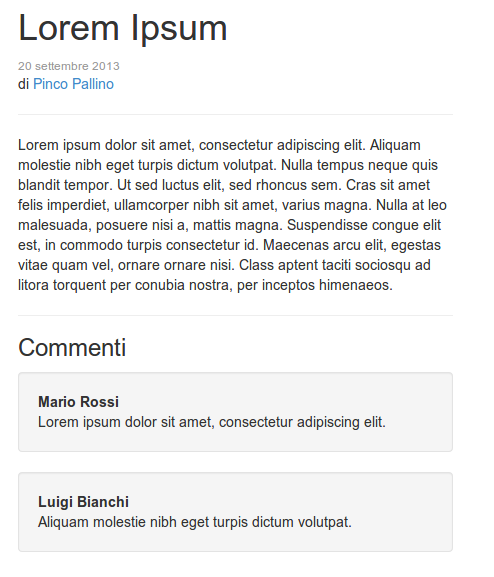 Lorem Ipsum
20 settembre 2013
di Pinco Pallino
Lorem ipsum dolor sit amet, consectetur adipiscing elit. Aliquam
molestie nibh eget turpis dictum volutpat. Nulla tempus neque quis
blandit tempor. Ut sed luctus elit, sed rhoncus sem. Cras sit amet
felis imperdiet, ullamcorper nibh sit amet, varius magna. Nulla at leo
malesuada, posuere nisi a, mattis magna. Suspendisse congue elit
est, in commodo turpis consectetur id. Maecenas arcu elit, egestas
vitae quam vel, ornare ornare nisi. Class aptent taciti sociosqu ad
litora torquent per conubia nostra, per inceptos himenaeos.
Commenti
Mario Rossi
Lorem ipsum dolor sit amet, consectetur adipiscing elit.
Luigi Bianchi
Aliquam molestie nibh eget turpis dictum volutpat.